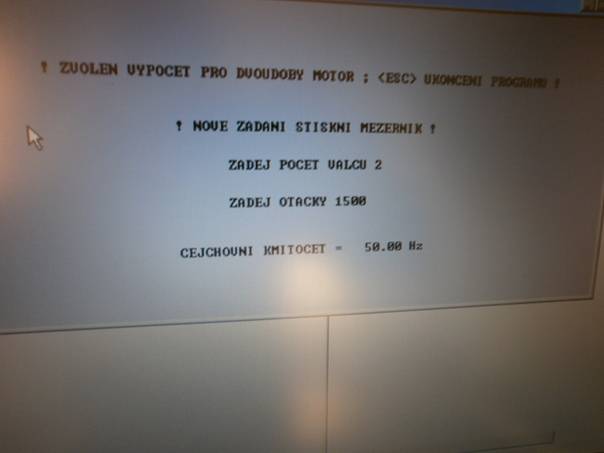 ! ZVOLEN VYPOCET PRO DVOUDOBY MOTOR ; <ESC> UKONCENI PROGRAMU !
! NOVE ZADANI STISKNI MEZERNIK !
ZADEJ POCET VALCU 2
ZADEJ OTACKY 1500
CEJCHOVNI KMITOCET = 50.00 Hz